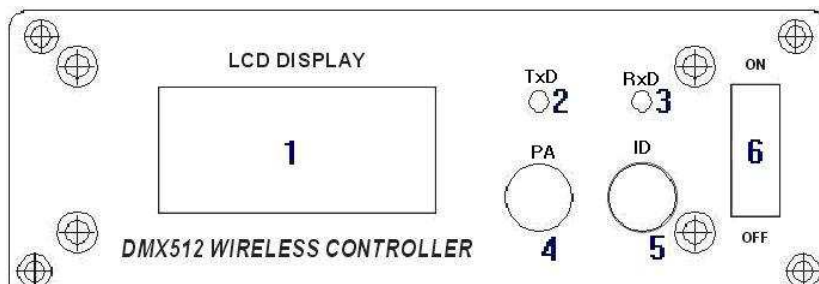 LCD DISPLAY
TxD
RxD
ON
2
3
1
PA
ID
6
DMX512 WIRELESS CONTROLLER
4
5
OFF